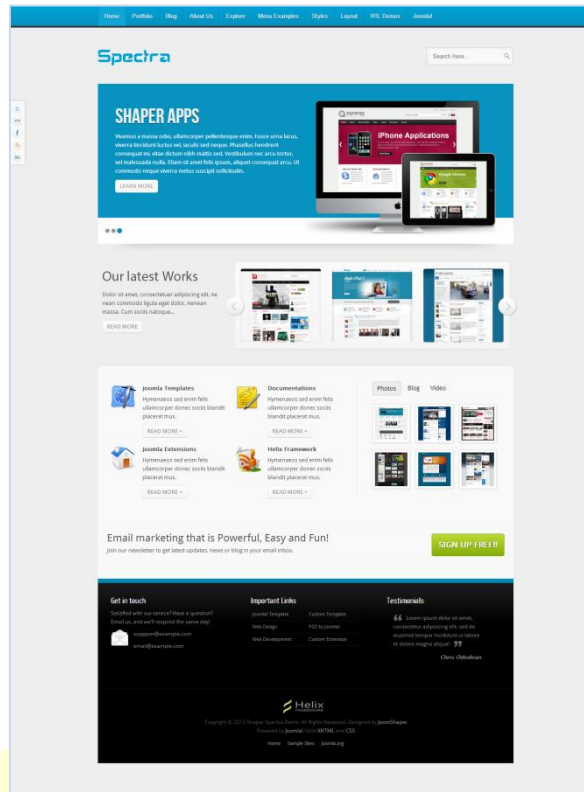 Home Portfolio Blog About Us Explore Menu Examples Styles Layout RTL Demos Joomla!
Spectra
Search Here...
SHAPER APPS
Vivamus a massa odio, ullamcorper pellentesque enim. Fusce urna lacus,
viverra tincidunt luctus vel, iaculis sed neque. Phasellus hendrerit
consequat mi, vitae dictum nibh mattis sed. Vestibulum nec arcu tortor,
vel malesuada nulla. Etiam sit amet felis ipsum, aliquet consequat arcu. Ut
commodo neque viverra metus suscipit sollicitudin.
LEARN MORE
iPhone Applications
Our latest Works
Dolor sit amet, consectetuer adipiscing elit. Ae
nean commodo ligula eget dolor. Aenean
massa. Cum sociis natoque...
READ MORE
Joomla Templates
Hymenaeos sed enim felis
ullamcorper donec sociis blandit
placerat mus.
READ MORE
Documentations
Hymenaeos sed enim felis
ullamcorper donec sociis
blandit placerat mus.
READ MORE
Joomla Extensions
Hymenaeos sed enim felis
ullamcorper donec sociis blandit
placerat mus.
READ MORE
Helix Framework
Hymenaeos sed enim felis
ullamcorper donec sociis
blandit placerat mus.
READ MORE
Photos Blog Video
Email marketing that is Powerful, Easy and Fun!
Join our newsletter to get latest updates, news or blog in your email inbox.
SIGN UP FREE!!
Get in touch
Satisfied with our service? Have a question?
Email us, and we'll respond the same day!
suppport@example.com
email@example.com
Important Links
Joomla! Template Custom Template
Web Design PSD to Joomla!
Web Development Custom Extension
Testimonials
Lorem ipsum dolor sit amet,
consectetur adipisicing elit, sed do
eiusmod tempor incididunt ut labore
et dolore magna aliqua!
Helix
FRAMEWORK
Copyright © 2013 Shaper Spectra Demo. All Rights Reserved. Designed by JoomShaper.
Powered by Joomla! Valid XHTML and CSS
Home Sample Sites Joomla.org